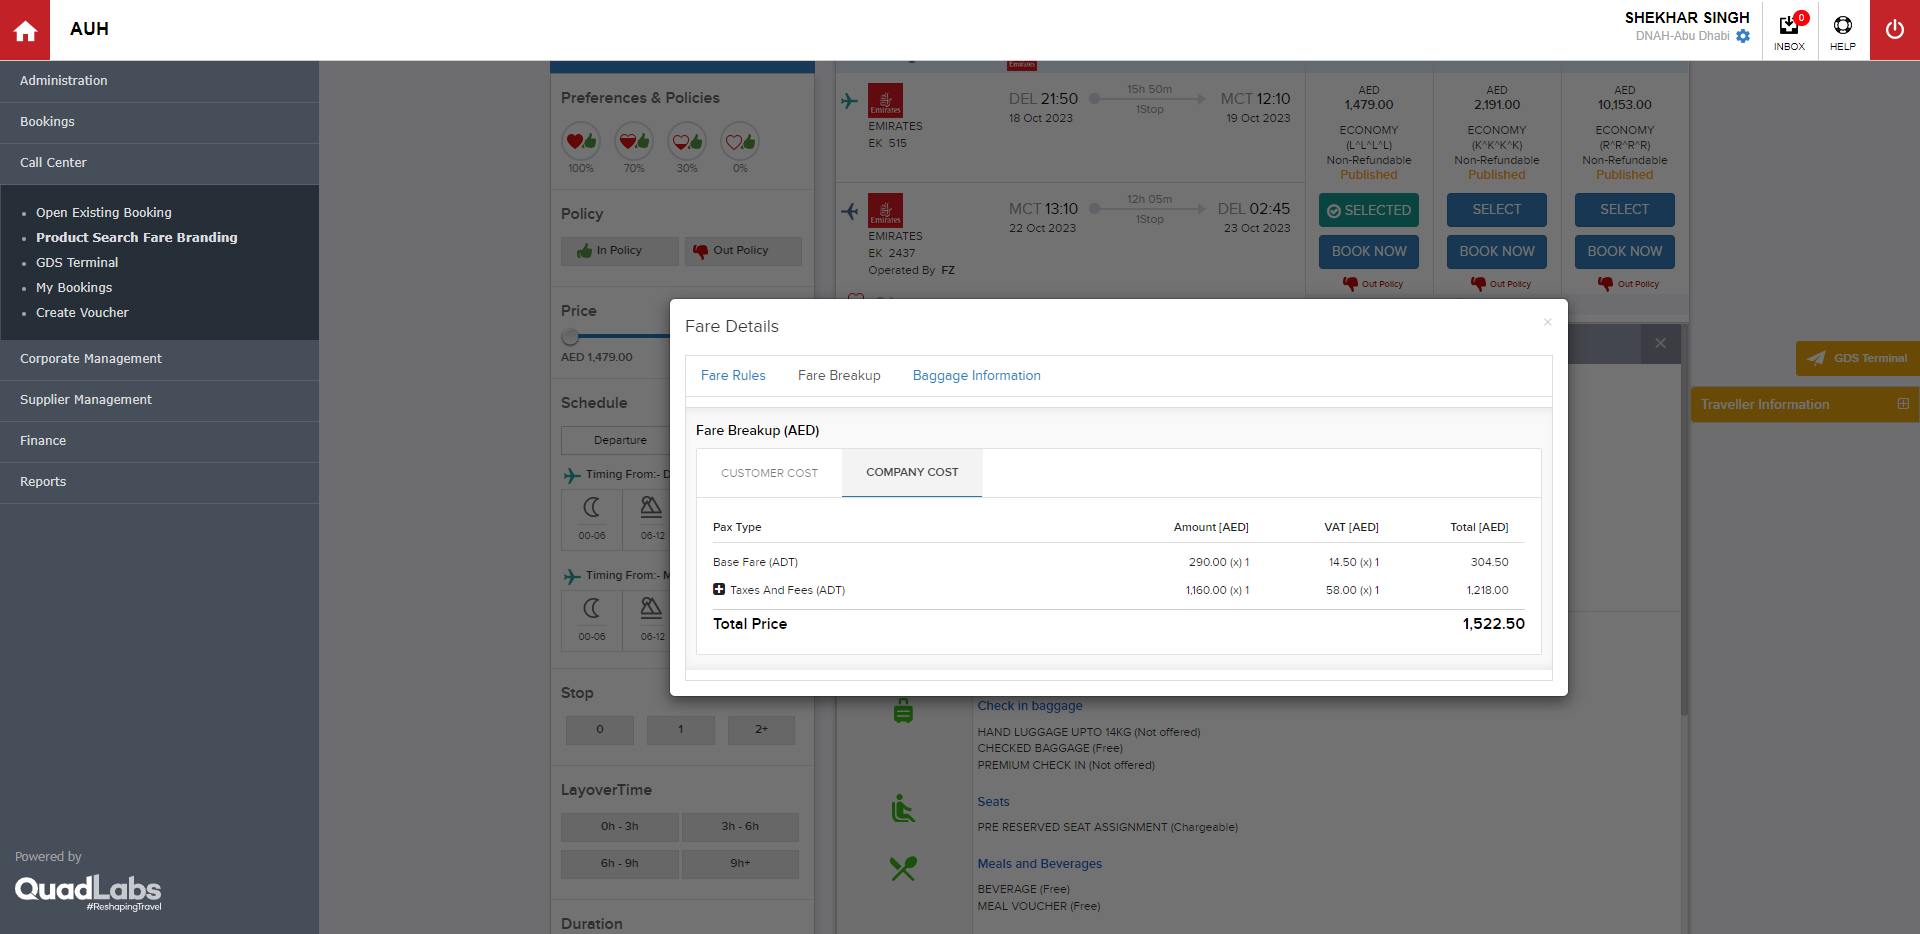 AUH
SHEKHAR SINGH
DNAH-Abu Dhabi
0
INBOX
HELP
Administration
Bookings
Call Center
Open Existing Booking
Product Search Fare Branding
GDS Terminal
My Bookings
Create Voucher
Corporate Management
Supplier Management
Finance
Reports
Powered by
QuadLabs
#ReshapingTravel
Preferences & Policies
100% 70% 30% 0%
Policy
In Policy Out Policy
Price
AED 1,479.00
Schedule
Departure
Timing From:-
00-06 06-12
Timing From:-
00-06 06-12
Stop
0 1 2+
LayoverTime
0h - 3h 3h - 6h
6h - 9h 9h+
Duration
Emirates
Emirates
EMIRATES
EK 515
DEL 21:50
18 Oct 2023
15h 50m
1Stop
MCT 12:10
19 Oct 2023
Emirates
EMIRATES
EK 2437
Operated By FZ
MCT 13:10
22 Oct 2023
12h 05m
1Stop
DEL 02:45
23 Oct 2023
AED
1,479.00
ECONOMY
(L^L^L^L)
Non-Refundable
Published
SELECTED
BOOK NOW
Out Policy
AED
2,191.00
ECONOMY
(K^K^K^K)
Non-Refundable
Published
SELECT
BOOK NOW
Out Policy
AED
10,153.00
ECONOMY
(R^R^R^R)
Non-Refundable
Published
SELECT
BOOK NOW
Out Policy
GDS Terminal
Traveller Information
Fare Details
×
Fare Rules Fare Breakup Baggage Information
Fare Breakup (AED)
CUSTOMER COST COMPANY COST
Pax Type Amount [AED] VAT [AED] Total [AED]
Base Fare (ADT) 290.00 (x) 1 14.50 (x) 1 304.50
Taxes And Fees (ADT) 1,160.00 (x) 1 58.00 (x) 1 1,218.00
Total Price 1,522.50
Check in baggage
HAND LUGGAGE UPTO 14KG (Not offered)
CHECKED BAGGAGE (Free)
PREMIUM CHECK IN (Not offered)
Seats
PRE RESERVED SEAT ASSIGNMENT (Chargeable)
Meals and Beverages
BEVERAGE (Free)
MEAL VOUCHER (Free)